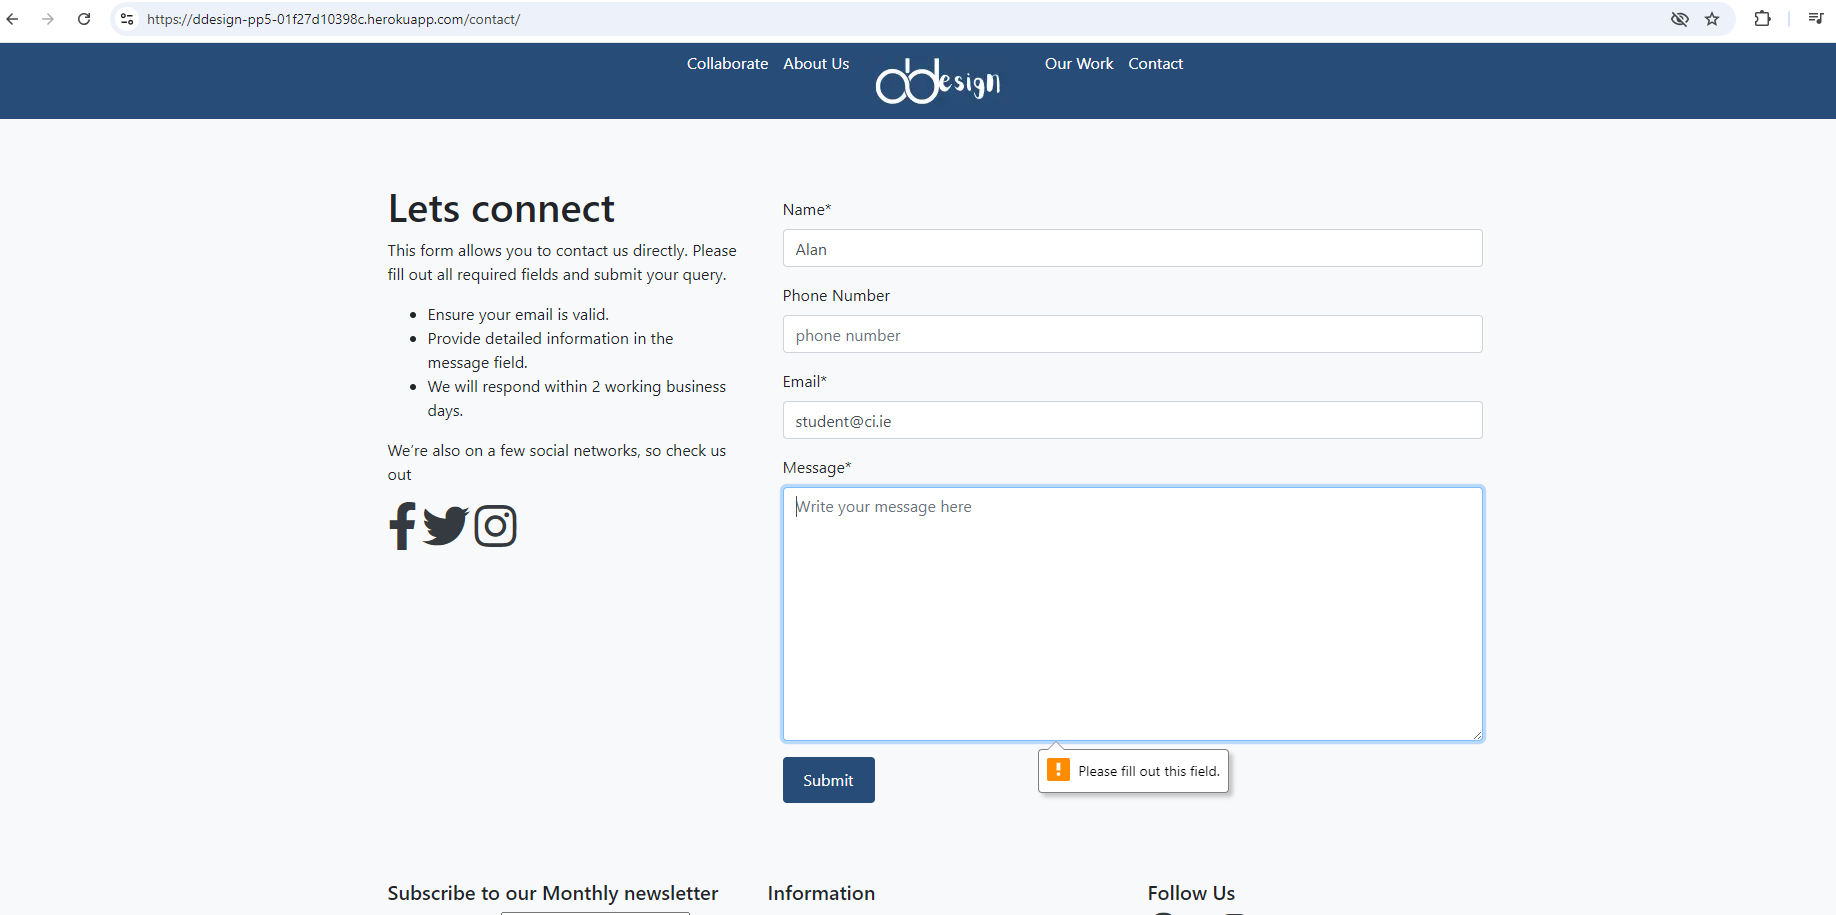 https://ddesign-pp5-01f27d10398c.herokuapp.com/contact/
Collaborate About Us dDesign Our Work Contact
Lets connect
This form allows you to contact us directly. Please
fill out all required fields and submit your query.
Ensure your email is valid.
Provide detailed information in the
message field.
We will respond within 2 working business
days.
We’re also on a few social networks, so check us
out
Name*
Alan
Phone Number
phone number
Email*
student@ci.ie
Message*
Write your message here
Please fill out this field.
Submit
Subscribe to our Monthly newsletter
Information
Follow Us